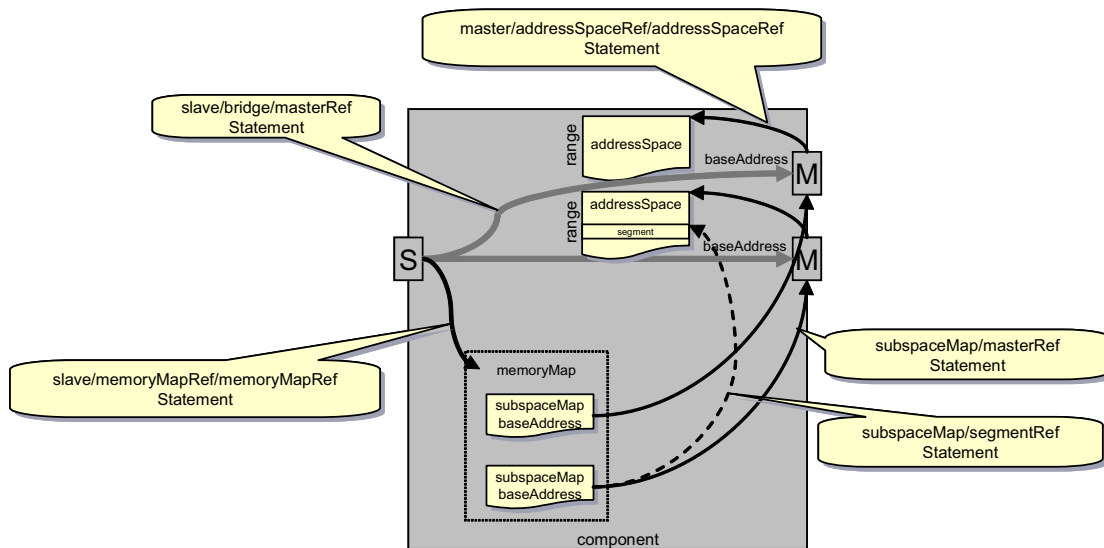 master/addressSpaceRef/addressSpaceRef
Statement
slave/bridge/masterRef
Statement
range
addressSpace
baseAddress
M
range
addressSpace
segment
baseAddress
S
M
slave/memoryMapRef/memoryMapRef
Statement
memoryMap
subspaceMap
baseAddress
subspaceMap
baseAddress
subspaceMap/masterRef
Statement
subspaceMap/segmentRef
Statement
component